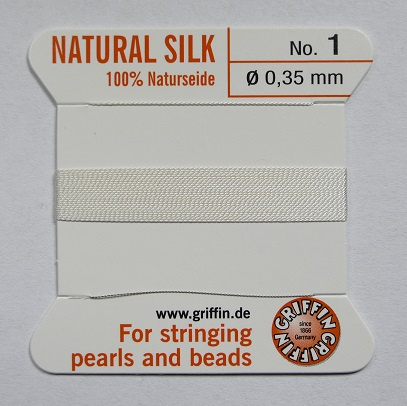 NATURAL SILK
100% Naturseide
No. 1
Ø 0,35 mm
www.griffin.de
For stringing
pearls and beads
GRIFFIN GRIFFIN
since
1866
Germany